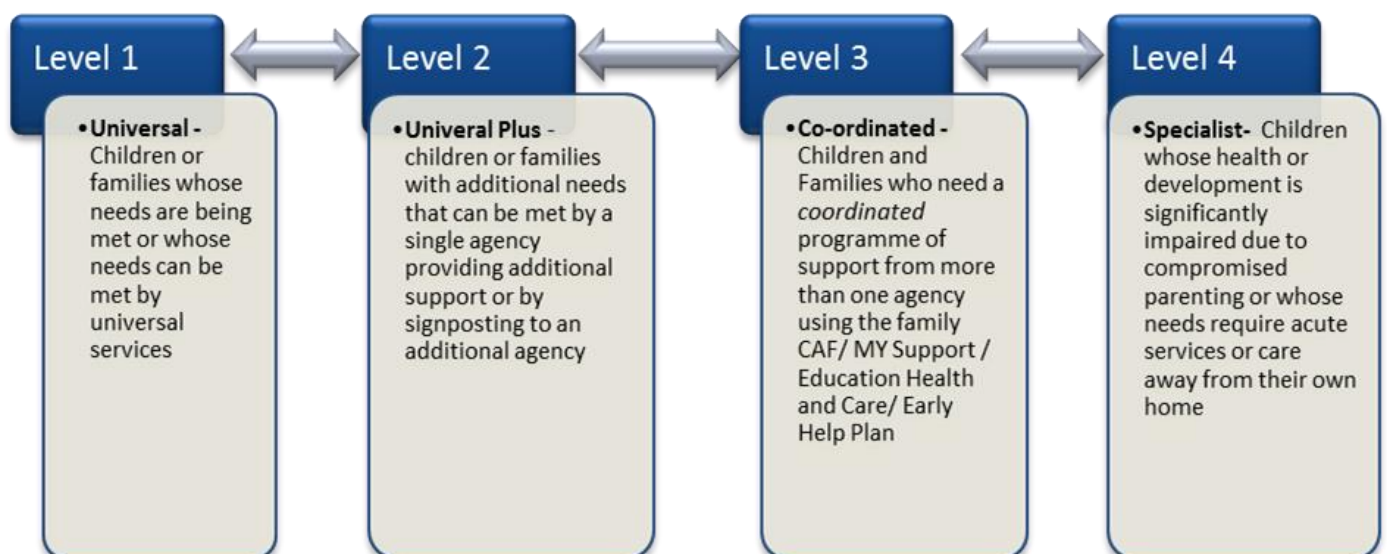 Level 1
• Universal -
Children or
families whose
needs are being
met or whose
needs can be
met by
universal
services
Level 2
• Univeral Plus -
children or families
with additional needs
that can be met by a
single agency
providing additional
support or by
signposting to an
additional agency
Level 3
• Co-ordinated -
Children and
Families who need a
coordinated
programme of
support from more
than one agency
using the family
CAF/ MY Support /
Education Health
and Care/ Early
Help Plan
Level 4
• Specialist- Children
whose health or
development is
significantly
impaired due to
compromised
parenting or whose
needs require acute
services or care
away from their own
home